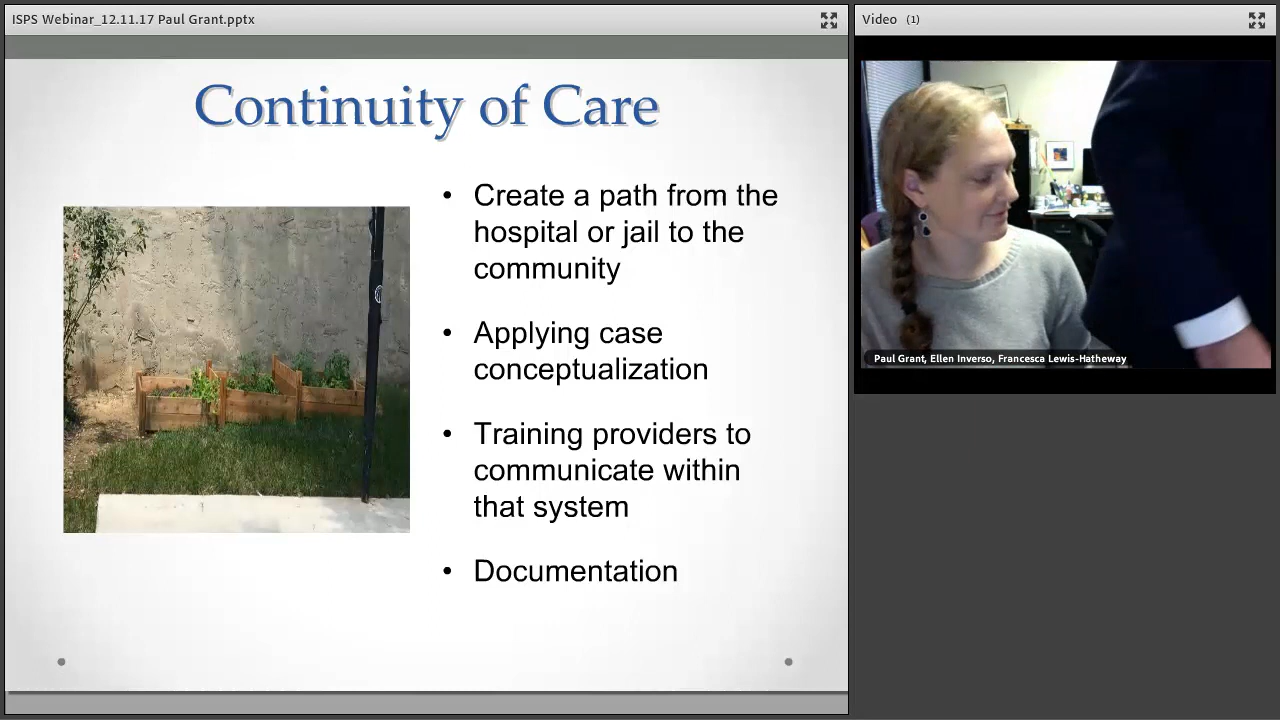 ISPS Webinar_12.11.17 Paul Grant.pptx
Video (1)
Continuity of Care
• Create a path from the
hospital or jail to the
community
• Applying case
conceptualization
• Training providers to
communicate within
that system
• Documentation
Paul Grant, Ellen Inverso, Francesca Lewis-Hatheway